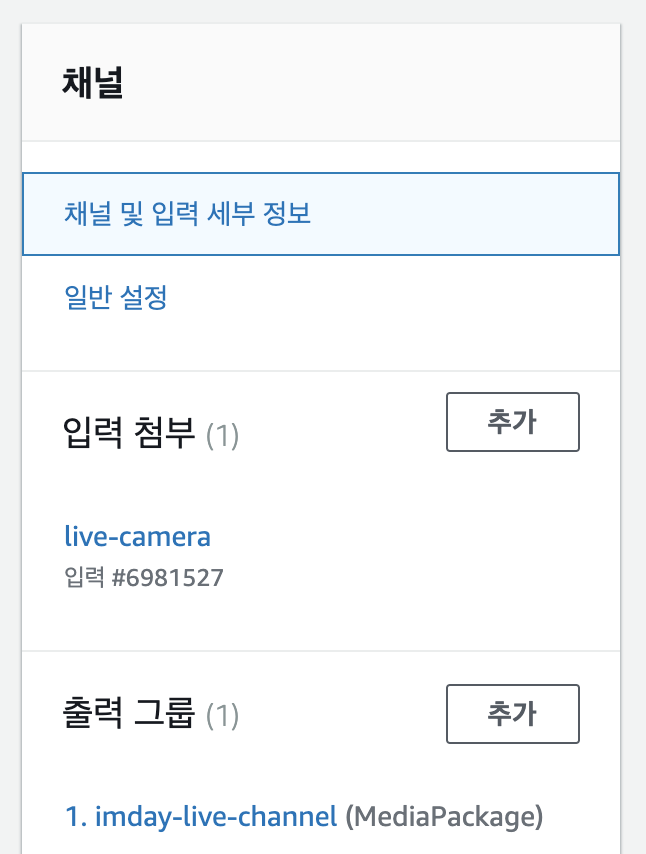 채널
채널 및 입력 세부 정보
일반 설정
입력 첨부 (1)
추가
live-camera
입력 #6981527
출력 그룹 (1)
추가
1. imday-live-channel (MediaPackage)